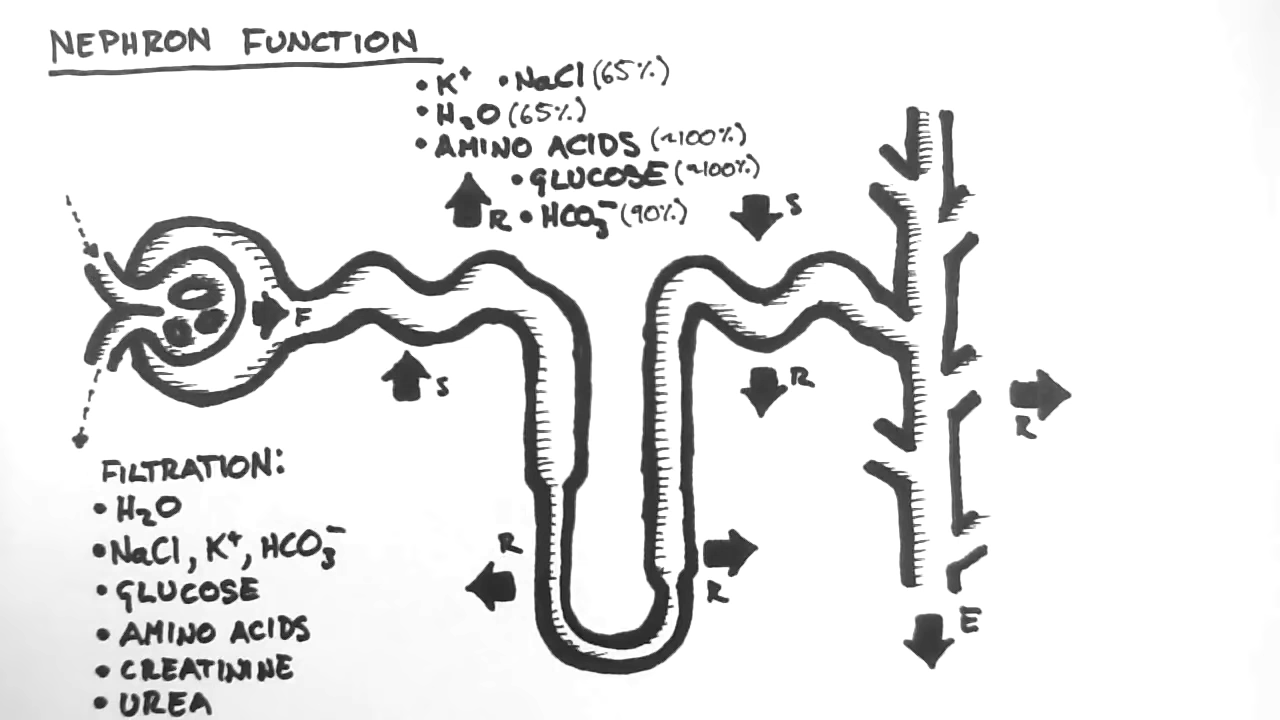 NEPHRON FUNCTION
• K⁺ • NaCl (65%)
• H₂O (65%)
• AMINO ACIDS (~100%)
• GLUCOSE (~100%)
R • HCO₃⁻ (90%)
S
F
S
R
R
FILTRATION:
• H₂O
• NaCl, K⁺, HCO₃⁻
• GLUCOSE
• AMINO ACIDS
• CREATININE
• UREA
R
R
E